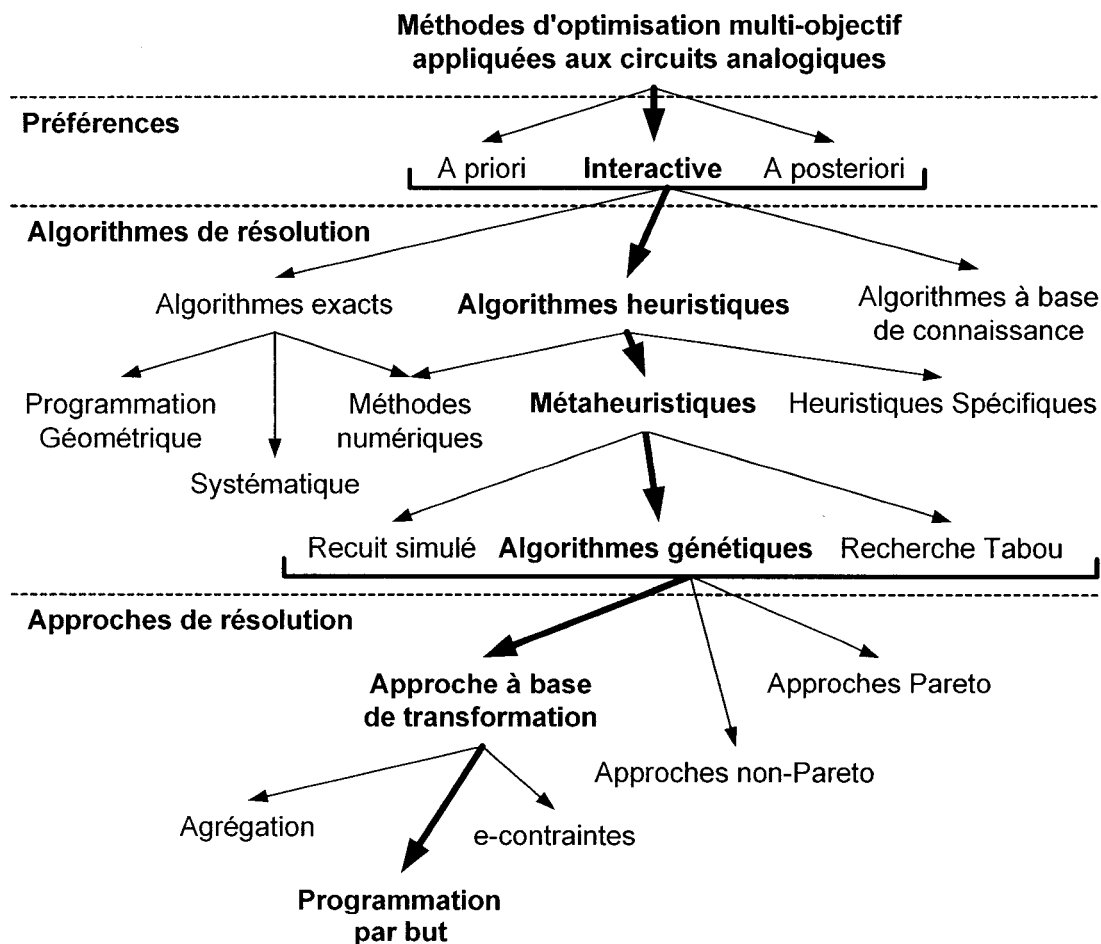 Méthodes d'optimisation multi-objectif
appliquées aux circuits analogiques
Préférences
A priori Interactive A posteriori
Algorithmes de résolution
Algorithmes exacts
Algorithmes heuristiques
Algorithmes à base
de connaissance
Programmation
Géométrique
Méthodes
numériques
Métaheuristiques
Heuristiques Spécifiques
Systématique
Recuit simulé Algorithmes génétiques Recherche Tabou
Approches de résolution
Approche à base
de transformation
Approches Pareto
Approches non-Pareto
Agrégation
e-contraintes
Programmation
par but